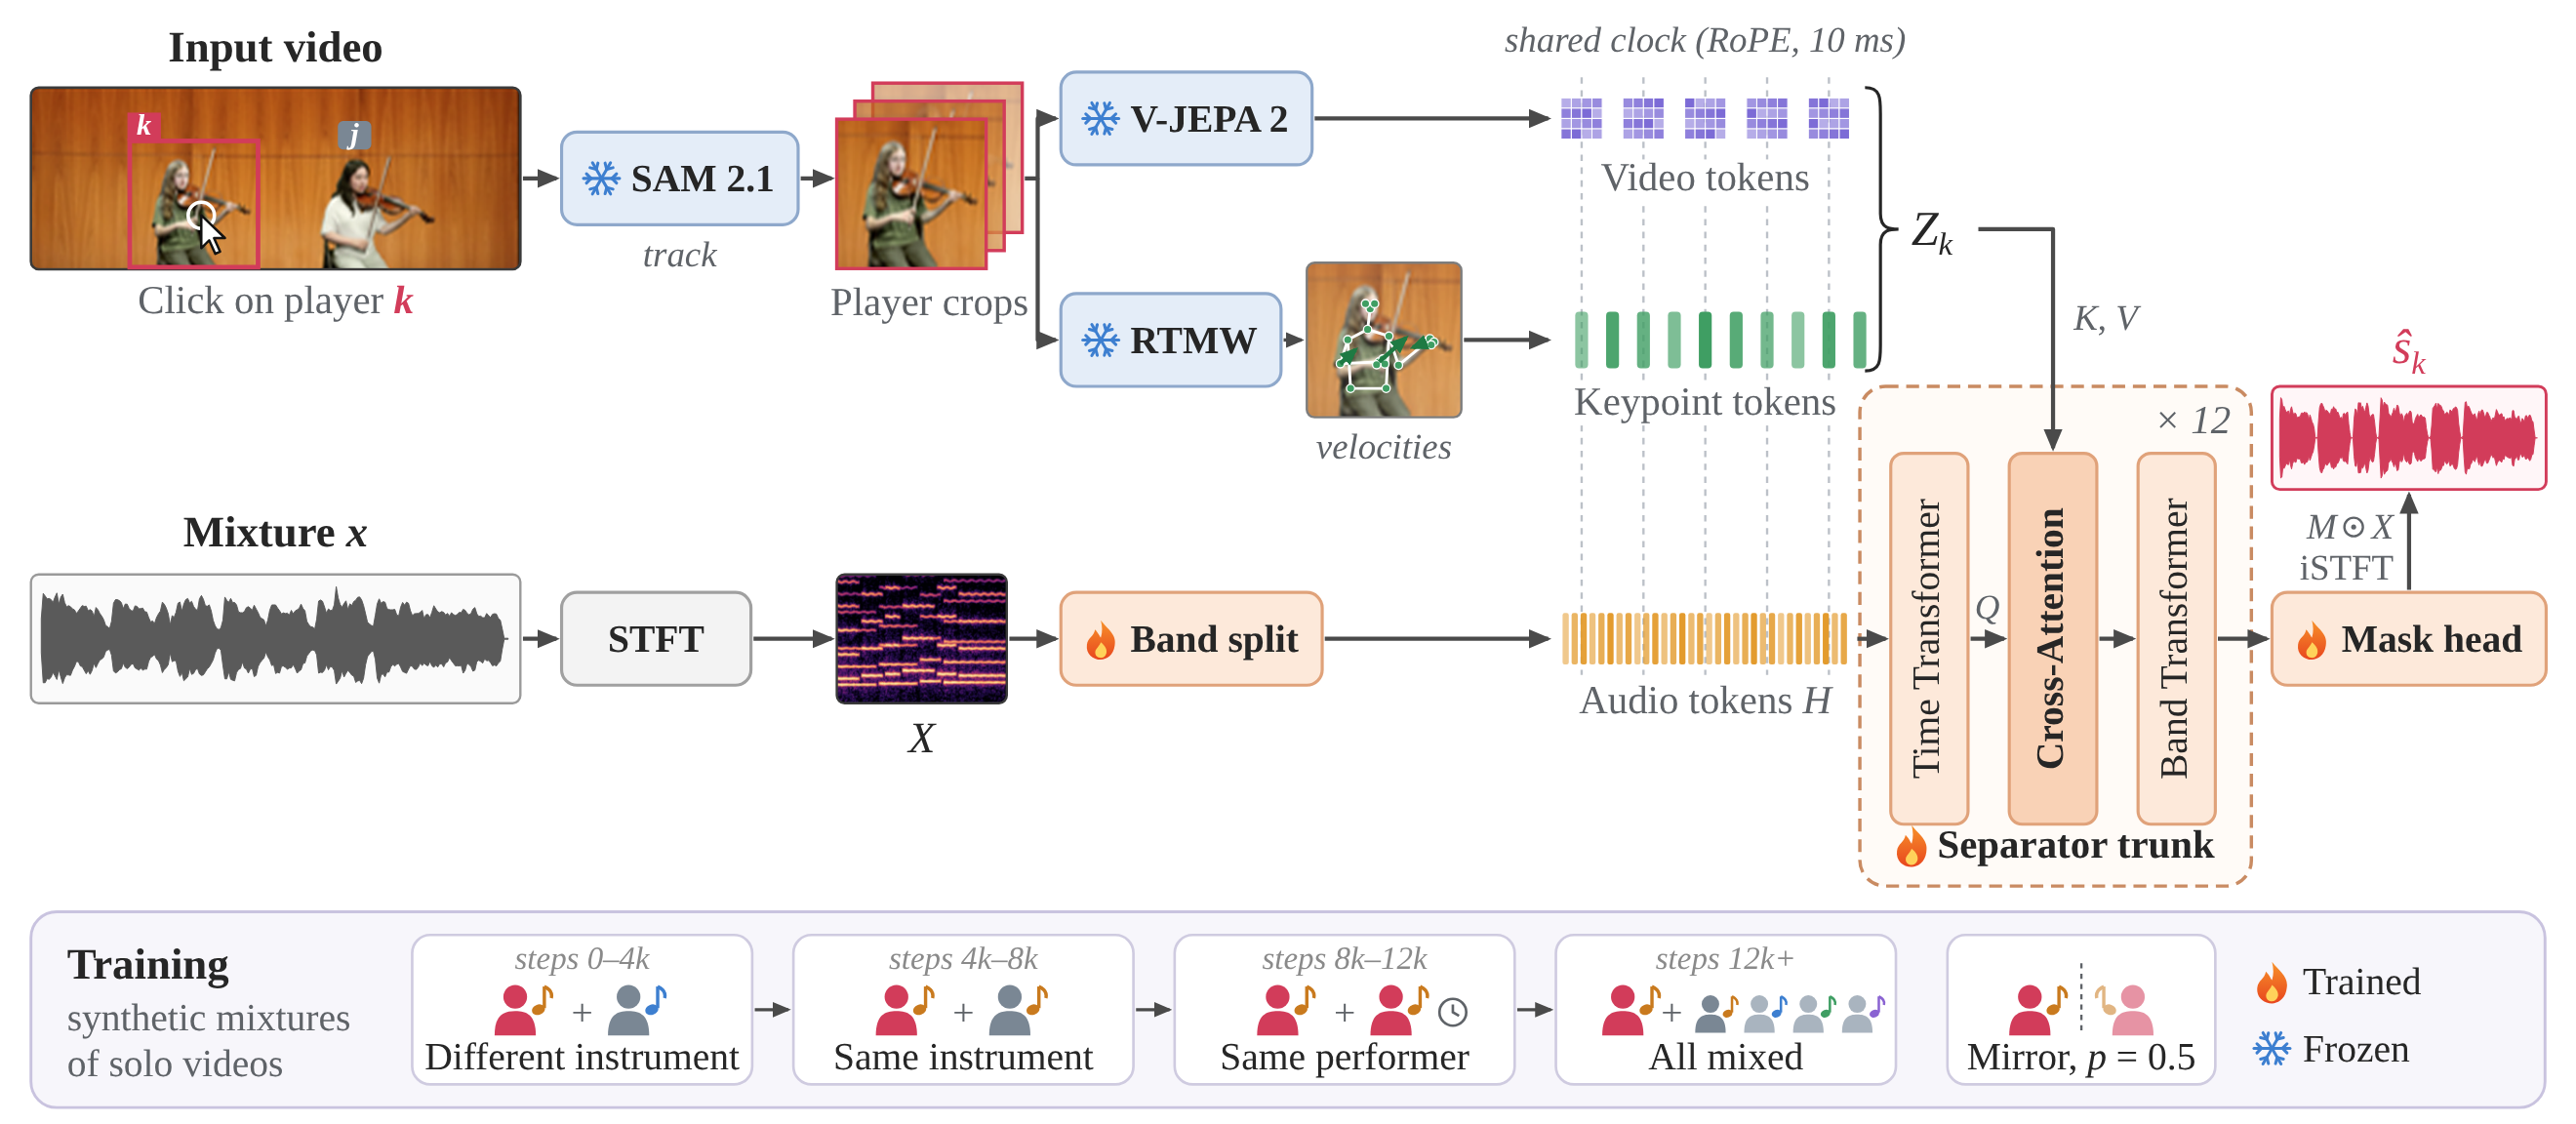 Input video
k
j
Click on player k
SAM 2.1
track
Player crops
V-JEPA 2
RTMW
velocities
shared clock (RoPE, 10 ms)
Video tokens
Keypoint tokens
Z_k
K, V
Mixture x
STFT
X
Band split
Audio tokens H
× 12
Time Transformer
Q
Cross-Attention
Band Transformer
Separator trunk
ŝ_k
M ⊙ X
iSTFT
Mask head
Training
synthetic mixtures
of solo videos
steps 0–4k
+
Different instrument
steps 4k–8k
+
Same instrument
steps 8k–12k
+
Same performer
steps 12k+
+
All mixed
Mirror, p = 0.5
Trained
Frozen